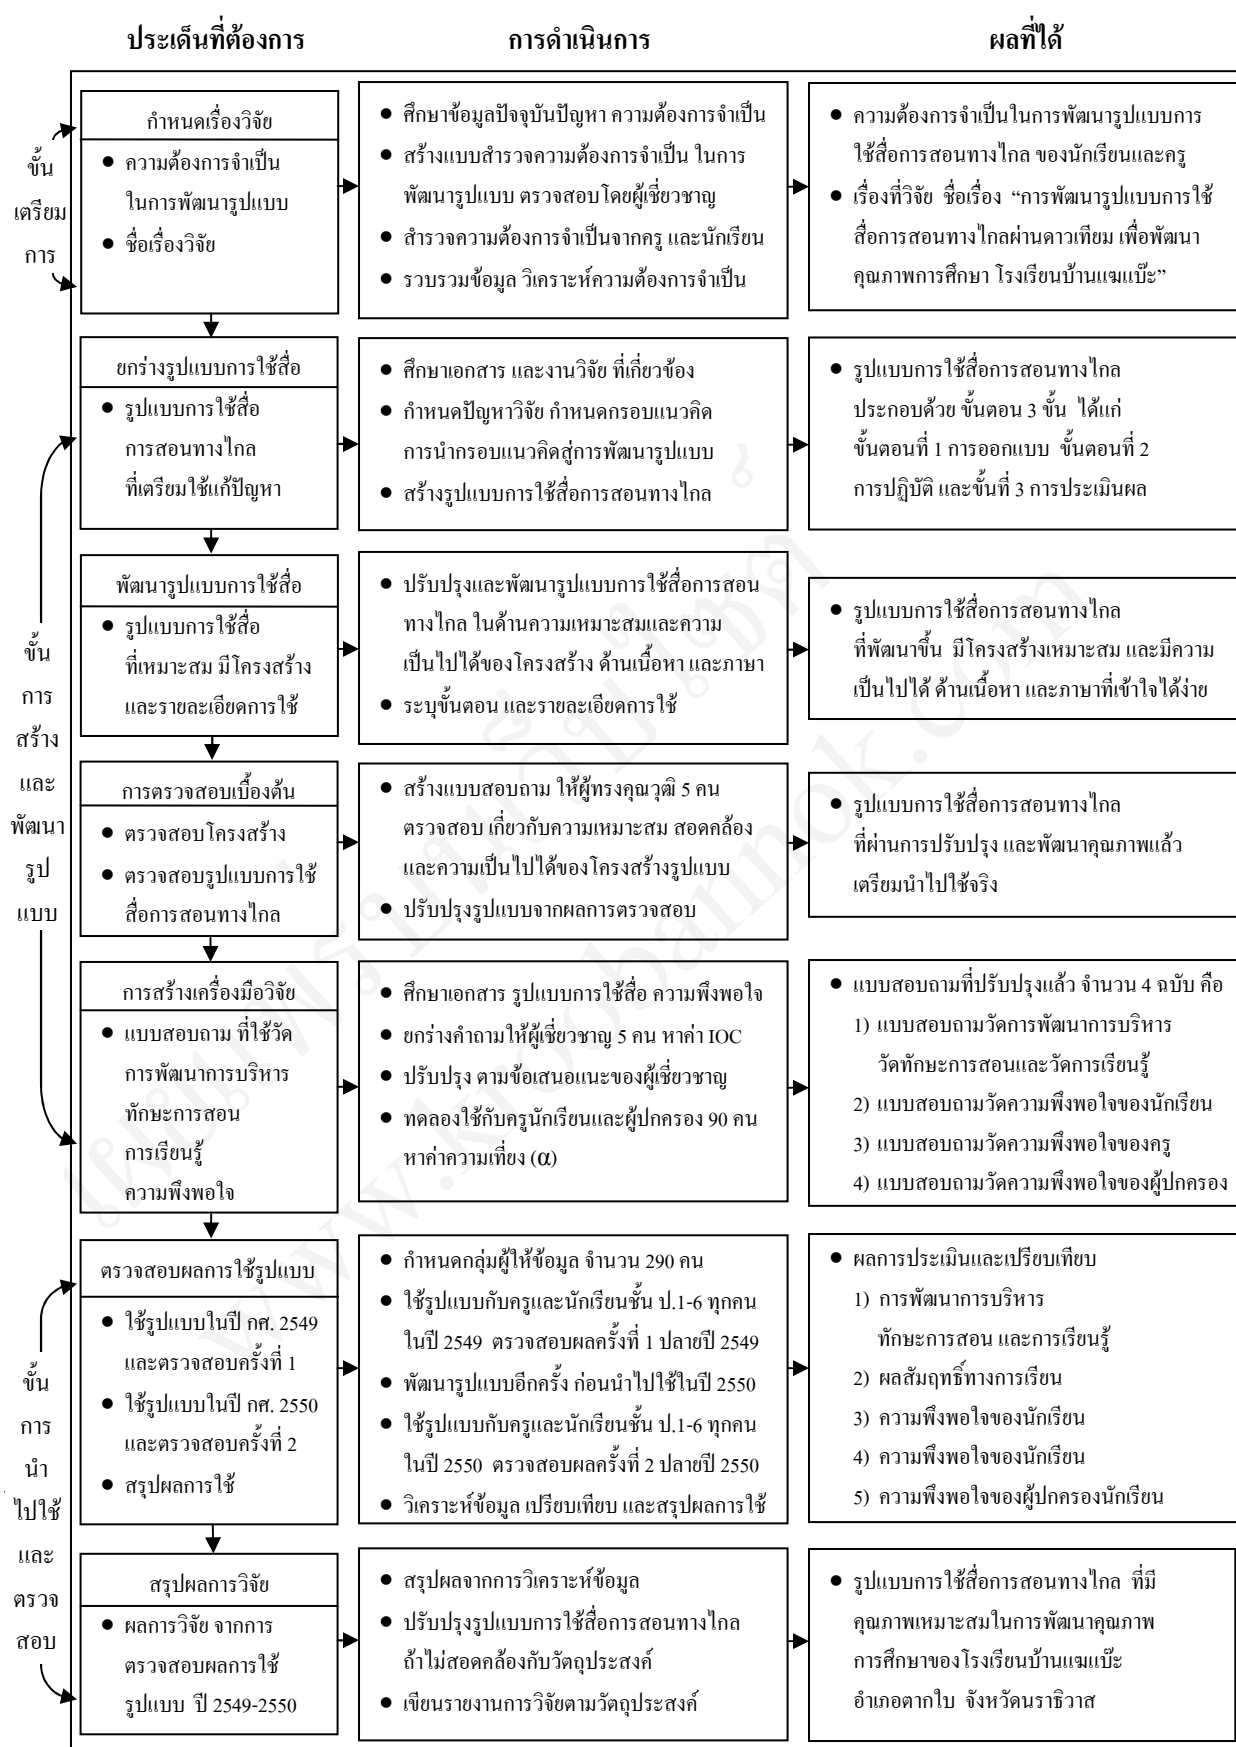 ประเด็นที่ต้องการ
การดำเนินการ
ผลที่ได้
ขั้น
เตรียม
การ
กำหนดเรื่องวิจัย
● ความต้องการจำเป็น
ในการพัฒนารูปแบบ
● ชื่อเรื่องวิจัย
● ศึกษาข้อมูลปัจจุบันปัญหา ความต้องการจำเป็น
● สร้างแบบสำรวจความต้องการจำเป็น ในการ
พัฒนารูปแบบ ตรวจสอบโดยผู้เชี่ยวชาญ
● สำรวจความต้องการจำเป็นจากครู และนักเรียน
● รวบรวมข้อมูล วิเคราะห์ความต้องการจำเป็น
● ความต้องการจำเป็นในการพัฒนารูปแบบการ
ใช้สื่อการสอนทางไกล ของนักเรียนและครู
● เรื่องที่วิจัย ชื่อเรื่อง “การพัฒนารูปแบบการใช้
สื่อการสอนทางไกลผ่านดาวเทียม เพื่อพัฒนา
คุณภาพการศึกษา โรงเรียนบ้านแฆแบ๊ะ”
ขั้น
การ
สร้าง
และ
พัฒนา
รูป
แบบ
ยกร่างรูปแบบการใช้สื่อ
● รูปแบบการใช้สื่อ
การสอนทางไกล
ที่เตรียมใช้แก้ปัญหา
● ศึกษาเอกสาร และงานวิจัย ที่เกี่ยวข้อง
● กำหนดปัญหาวิจัย กำหนดกรอบแนวคิด
การนำกรอบแนวคิดสู่การพัฒนารูปแบบ
● สร้างรูปแบบการใช้สื่อการสอนทางไกล
● รูปแบบการใช้สื่อการสอนทางไกล
ประกอบด้วย ขั้นตอน 3 ขั้น ได้แก่
ขั้นตอนที่ 1 การออกแบบ ขั้นตอนที่ 2
การปฏิบัติ และขั้นที่ 3 การประเมินผล
พัฒนารูปแบบการใช้สื่อ
● รูปแบบการใช้สื่อ
ที่เหมาะสม มีโครงสร้าง
และรายละเอียดการใช้
● ปรับปรุงและพัฒนารูปแบบการใช้สื่อการสอน
ทางไกล ในด้านความเหมาะสมและความ
เป็นไปได้ของโครงสร้าง ด้านเนื้อหา และภาษา
● ระบุขั้นตอน และรายละเอียดการใช้
● รูปแบบการใช้สื่อการสอนทางไกล
ที่พัฒนาขึ้น มีโครงสร้างเหมาะสม และมีความ
เป็นไปได้ ด้านเนื้อหา และภาษาที่เข้าใจได้ง่าย
การตรวจสอบเบื้องต้น
● ตรวจสอบโครงสร้าง
● ตรวจสอบรูปแบบการใช้
สื่อการสอนทางไกล
● สร้างแบบสอบถาม ให้ผู้ทรงคุณวุฒิ 5 คน
ตรวจสอบ เกี่ยวกับความเหมาะสม สอดคล้อง
และความเป็นไปได้ของโครงสร้างรูปแบบ
● ปรับปรุงรูปแบบจากผลการตรวจสอบ
● รูปแบบการใช้สื่อการสอนทางไกล
ที่ผ่านการปรับปรุง และพัฒนาคุณภาพแล้ว
เตรียมนำไปใช้จริง
การสร้างเครื่องมือวิจัย
● แบบสอบถาม ที่ใช้วัด
การพัฒนาการบริหาร
ทักษะการสอน
การเรียนรู้
ความพึงพอใจ
● ศึกษาเอกสาร รูปแบบการใช้สื่อ ความพึงพอใจ
● ยกร่างคำถามให้ผู้เชี่ยวชาญ 5 คน หาค่า IOC
● ปรับปรุง ตามข้อเสนอแนะของผู้เชี่ยวชาญ
● ทดลองใช้กับครูนักเรียนและผู้ปกครอง 90 คน
หาค่าความเที่ยง (α)
● แบบสอบถามที่ปรับปรุงแล้ว จำนวน 4 ฉบับ คือ
1) แบบสอบถามวัดการพัฒนาการบริหาร
วัดทักษะการสอนและวัดการเรียนรู้
2) แบบสอบถามวัดความพึงพอใจของนักเรียน
3) แบบสอบถามวัดความพึงพอใจของครู
4) แบบสอบถามวัดความพึงพอใจของผู้ปกครอง
ขั้น
การ
นำ
ไปใช้
และ
ตรวจ
สอบ
ตรวจสอบผลการใช้รูปแบบ
● ใช้รูปแบบในปี กศ. 2549
และตรวจสอบครั้งที่ 1
● ใช้รูปแบบในปี กศ. 2550
และตรวจสอบครั้งที่ 2
● สรุปผลการใช้
● กำหนดกลุ่มผู้ให้ข้อมูล จำนวน 290 คน
● ใช้รูปแบบกับครูและนักเรียนชั้น ป.1-6 ทุกคน
ในปี 2549 ตรวจสอบผลครั้งที่ 1 ปลายปี 2549
● พัฒนารูปแบบอีกครั้ง ก่อนนำไปใช้ในปี 2550
● ใช้รูปแบบกับครูและนักเรียนชั้น ป.1-6 ทุกคน
ในปี 2550 ตรวจสอบผลครั้งที่ 2 ปลายปี 2550
● วิเคราะห์ข้อมูล เปรียบเทียบ และสรุปผลการใช้
● ผลการประเมินและเปรียบเทียบ
1) การพัฒนาการบริหาร
ทักษะการสอน และการเรียนรู้
2) ผลสัมฤทธิ์ทางการเรียน
3) ความพึงพอใจของนักเรียน
4) ความพึงพอใจของนักเรียน
5) ความพึงพอใจของผู้ปกครองนักเรียน
สรุปผลการวิจัย
● ผลการวิจัย จากการ
ตรวจสอบผลการใช้
รูปแบบ ปี 2549-2550
● สรุปผลจากการวิเคราะห์ข้อมูล
● ปรับปรุงรูปแบบการใช้สื่อการสอนทางไกล
ถ้าไม่สอดคล้องกับวัตถุประสงค์
● เขียนรายงานการวิจัยตามวัตถุประสงค์
● รูปแบบการใช้สื่อการสอนทางไกล ที่มี
คุณภาพเหมาะสมในการพัฒนาคุณภาพ
การศึกษาของโรงเรียนบ้านแฆแบ๊ะ
อำเภอตากใบ จังหวัดนราธิวาส
เผยแพร่บนเว็บไซต์
www.kroobannok.com